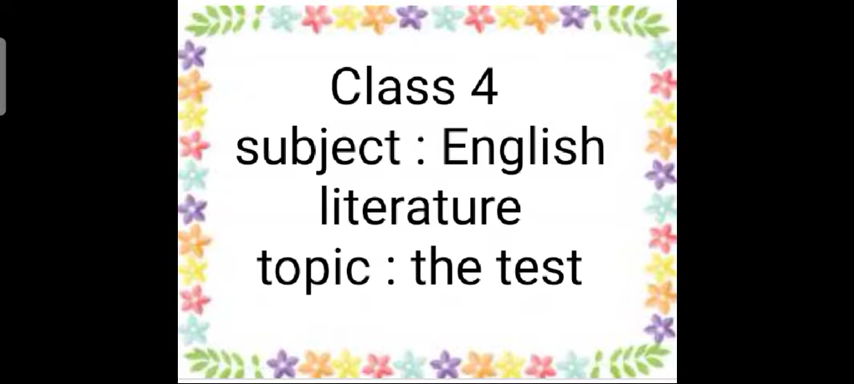 Class 4
subject : English
literature
topic : the test